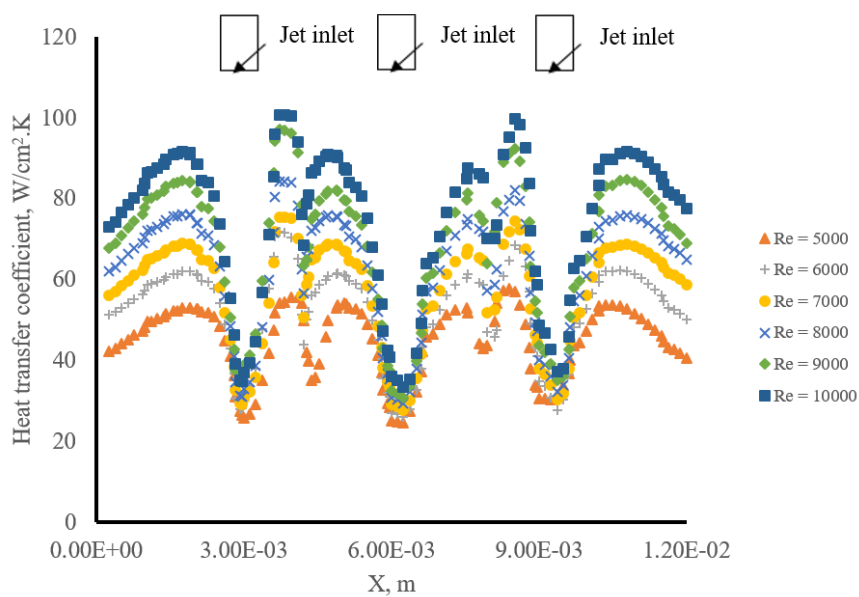 Jet inlet Jet inlet Jet inlet
120
100
80
60
40
20
0
Heat transfer coefficient, W/cm².K
0.00E+00 3.00E-03 6.00E-03 9.00E-03 1.20E-02
X, m
Re = 5000
Re = 6000
Re = 7000
Re = 8000
Re = 9000
Re = 10000